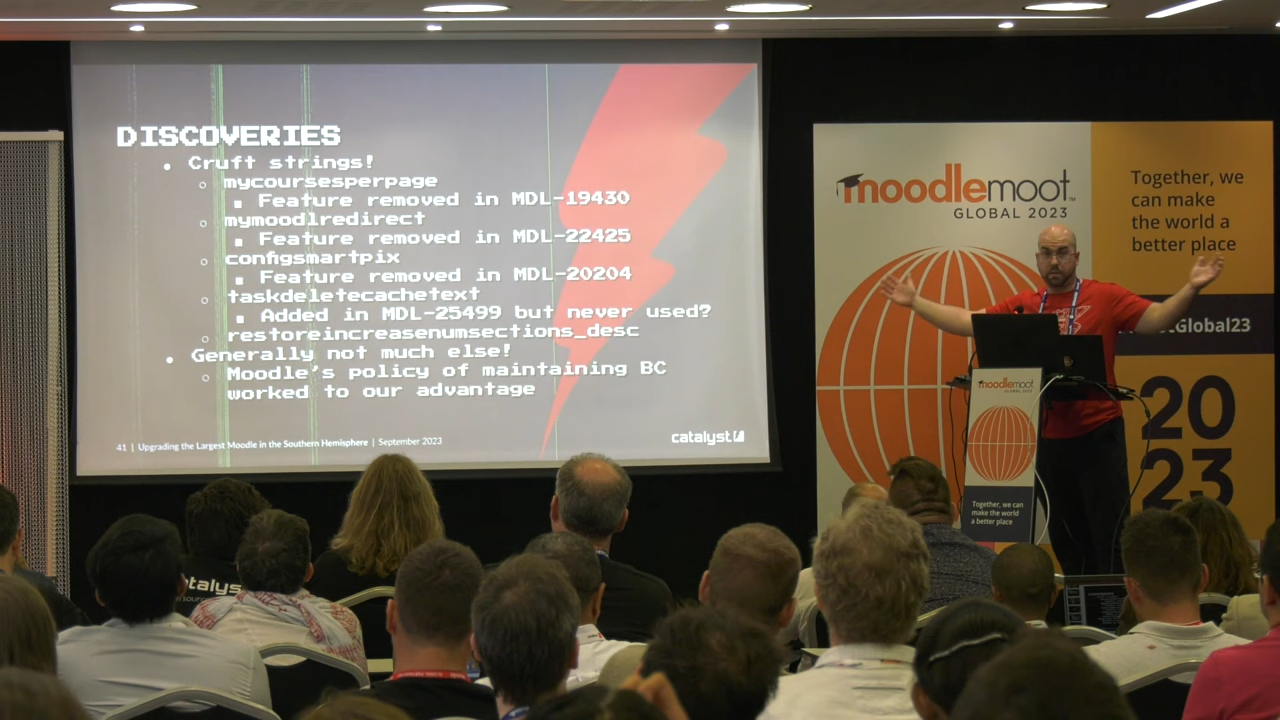 DISCOVERIES
• Cruft strings!
○ mycoursesperpage
■ Feature removed in MDL-19430
○ mymoodlredirect
■ Feature removed in MDL-22425
○ configsmartpix
■ Feature removed in MDL-20204
○ taskdeletecachetext
■ Added in MDL-25499 but never used?
○ restoreincreasenumsections_desc
• Generally not much else!
○ Moodle's policy of maintaining BC
worked to our advantage
41 | Upgrading the Largest Moodle in the Southern Hemisphere | September 2023
catalyst
moodlemoot
GLOBAL 2023
Together, we
can make
the world a
better place
tGlobal23
20
23
moodlemoot
Together, we can
make the world
a better place
atalys